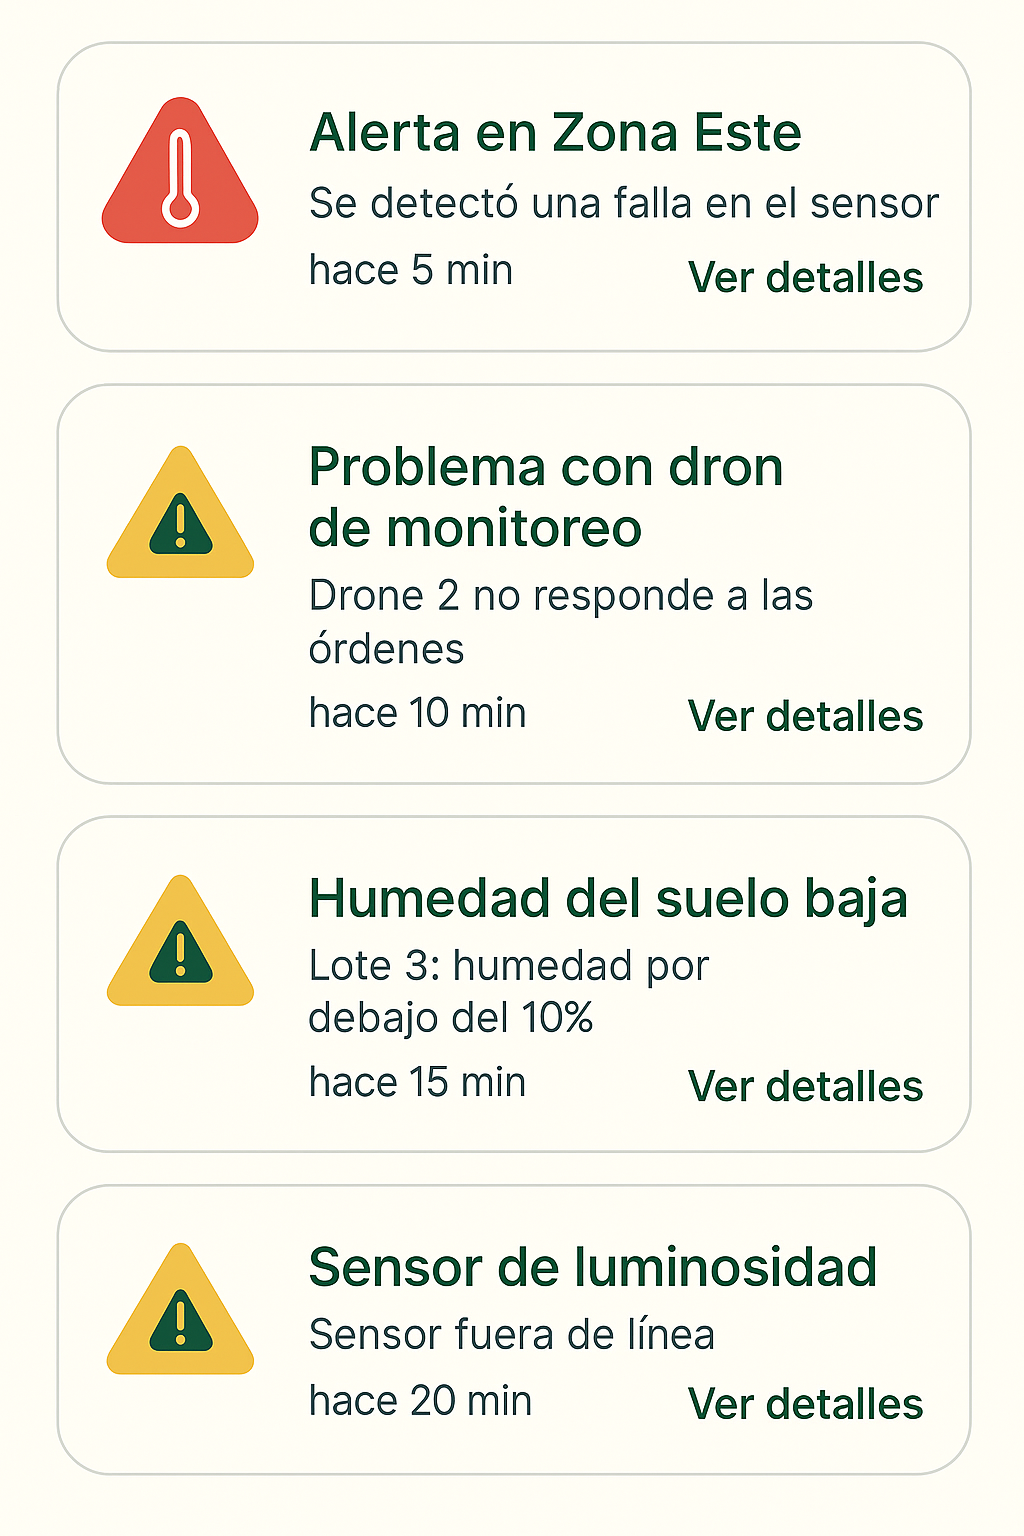 Alerta en Zona Este
Se detectó una falla en el sensor
hace 5 min
Ver detalles
Problema con dron
de monitoreo
Drone 2 no responde a las
órdenes
hace 10 min
Ver detalles
Humedad del suelo baja
Lote 3: humedad por
debajo del 10%
hace 15 min
Ver detalles
Sensor de luminosidad
Sensor fuera de línea
hace 20 min
Ver detalles